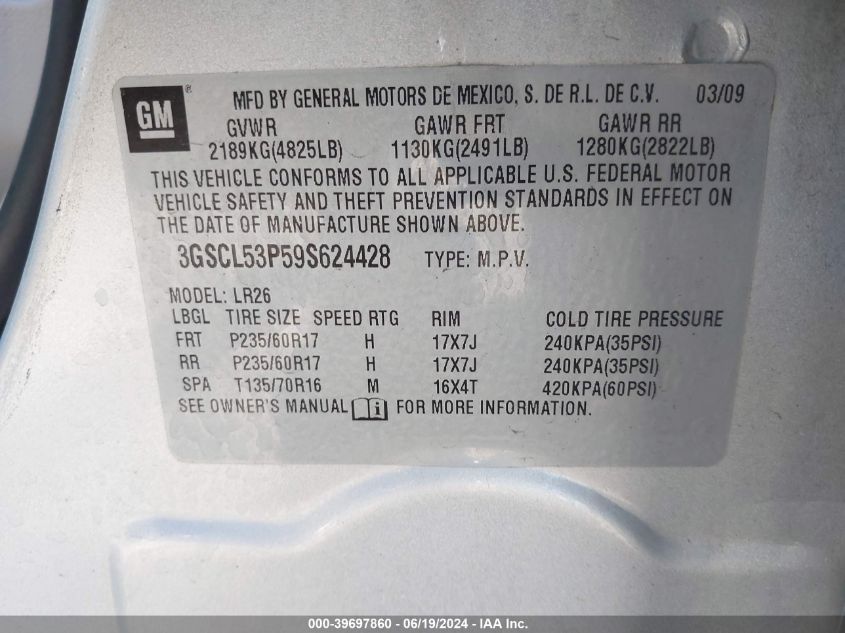 GM ® MFD BY GENERAL MOTORS DE MEXICO, S. DE R.L. DE C.V. 03/09
GVWR GAWR FRT GAWR RR
2189KG(4825LB) 1130KG(2491LB) 1280KG(2822LB)
THIS VEHICLE CONFORMS TO ALL APPLICABLE U.S. FEDERAL MOTOR
VEHICLE SAFETY AND THEFT PREVENTION STANDARDS IN EFFECT ON
THE DATE OF MANUFACTURE SHOWN ABOVE.
3GSCL53P59S624428 TYPE: M.P.V.
MODEL: LR26
LBGL TIRE SIZE SPEED RTG RIM COLD TIRE PRESSURE
FRT P235/60R17 H 17X7J 240KPA(35PSI)
RR P235/60R17 H 17X7J 240KPA(35PSI)
SPA T135/70R16 M 16X4T 420KPA(60PSI)
SEE OWNER'S MANUAL i FOR MORE INFORMATION.
000-39697860 - 06/19/2024 - IAA Inc.